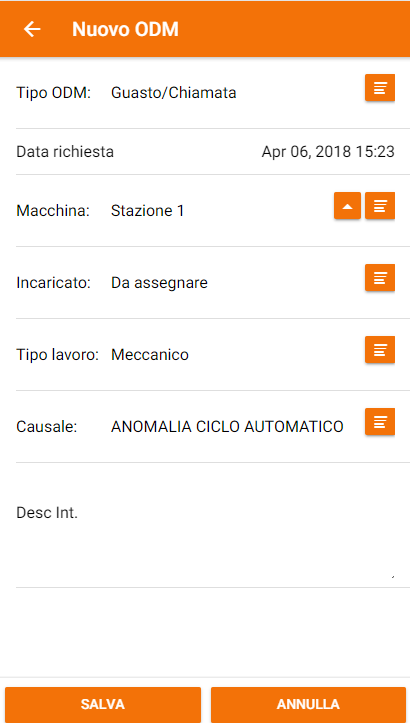 Nuovo ODM
Tipo ODM: Guasto/Chiamata
Data richiesta Apr 06, 2018 15:23
Macchina: Stazione 1
Incaricato: Da assegnare
Tipo lavoro: Meccanico
Causale: ANOMALIA CICLO AUTOMATICO
Desc Int.
SALVA ANNULLA